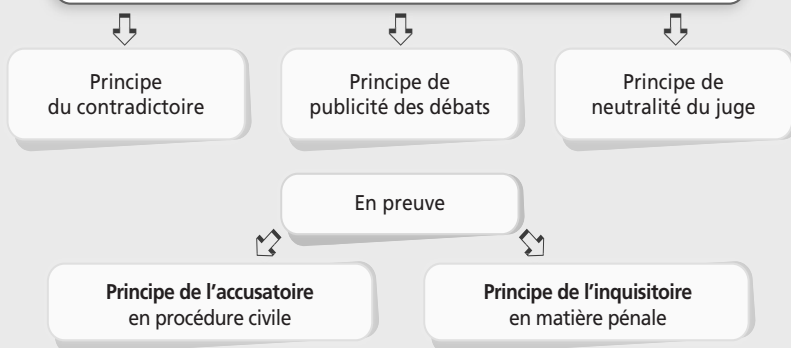 Principe
du contradictoire
Principe de
publicité des débats
Principe de
neutralité du juge
En preuve
Principe de l'accusatoire
en procédure civile
Principe de l'inquisitoire
en matière pénale